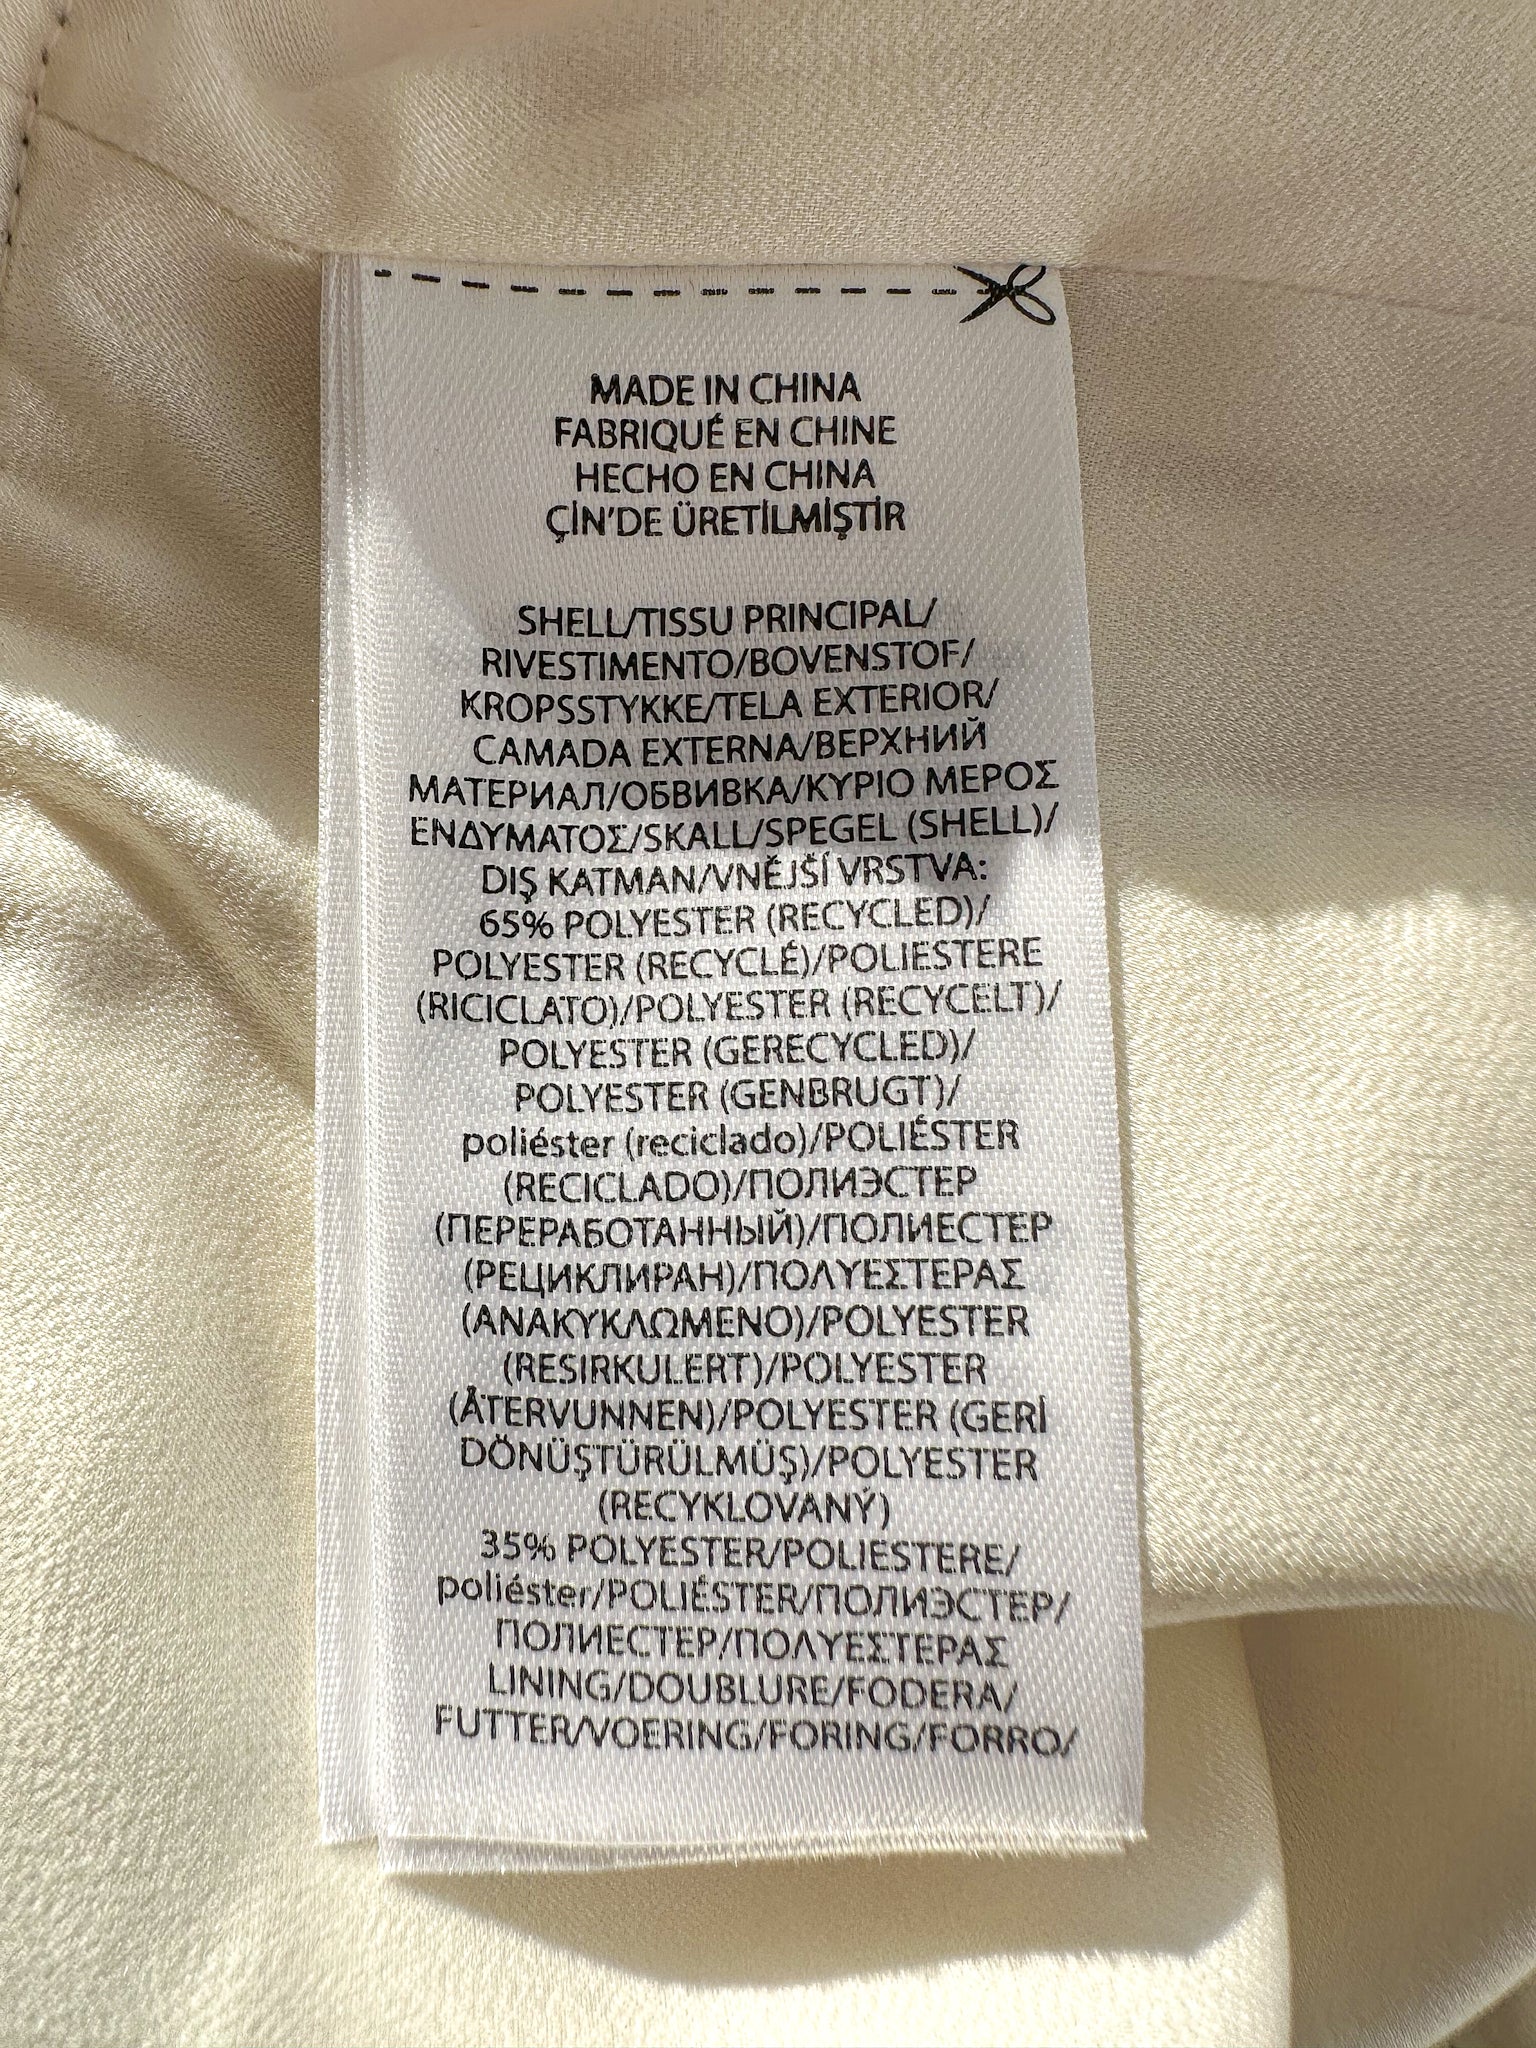 MADE IN CHINA
FABRIQUÉ EN CHINE
HECHO EN CHINA
ÇİN'DE ÜRETİLMİŞTİR
SHELL/TISSU PRINCIPAL/
RIVESTIMENTO/BOVENSTOF/
KROPSSTYKKE/TELA EXTERIOR/
CAMADA EXTERNA/ВЕРХНИЙ
МАТЕРИАЛ/ОБВИВКА/ΚΥΡΙΟ ΜΕΡΟΣ
ΕΝΔΥΜΑΤΟΣ/SKALL/SPEGEL (SHELL)/
DIŞ KATMAN/VNĚJŠÍ VRSTVA:
65% POLYESTER (RECYCLED)/
POLYESTER (RECYCLÉ)/POLIESTERE
(RICICLATO)/POLYESTER (RECYCELT)/
POLYESTER (GERECYCLED)/
POLYESTER (GENBRUGT)/
poliéster (reciclado)/POLIÉSTER
(RECICLADO)/ПОЛИЭСТЕР
(ПЕРЕРАБОТАННЫЙ)/ПОЛИЕСТЕР
(РЕЦИКЛИРАН)/ΠΟΛΥΕΣΤΕΡΑΣ
(ΑΝΑΚΥΚΛΩΜΕΝΟ)/POLYESTER
(RESIRKULERT)/POLYESTER
(ÅTERVUNNEN)/POLYESTER (GERİ
DÖNÜŞTÜRÜLMÜŞ)/POLYESTER
(RECYKLOVANÝ)
35% POLYESTER/POLIESTERE/
poliéster/POLIÉSTER/ПОЛИЭСТЕР/
ПОЛИЕСТЕР/ΠΟΛΥΕΣΤΕΡΑΣ
LINING/DOUBLURE/FODERA/
FUTTER/VOERING/FORING/FORRO/